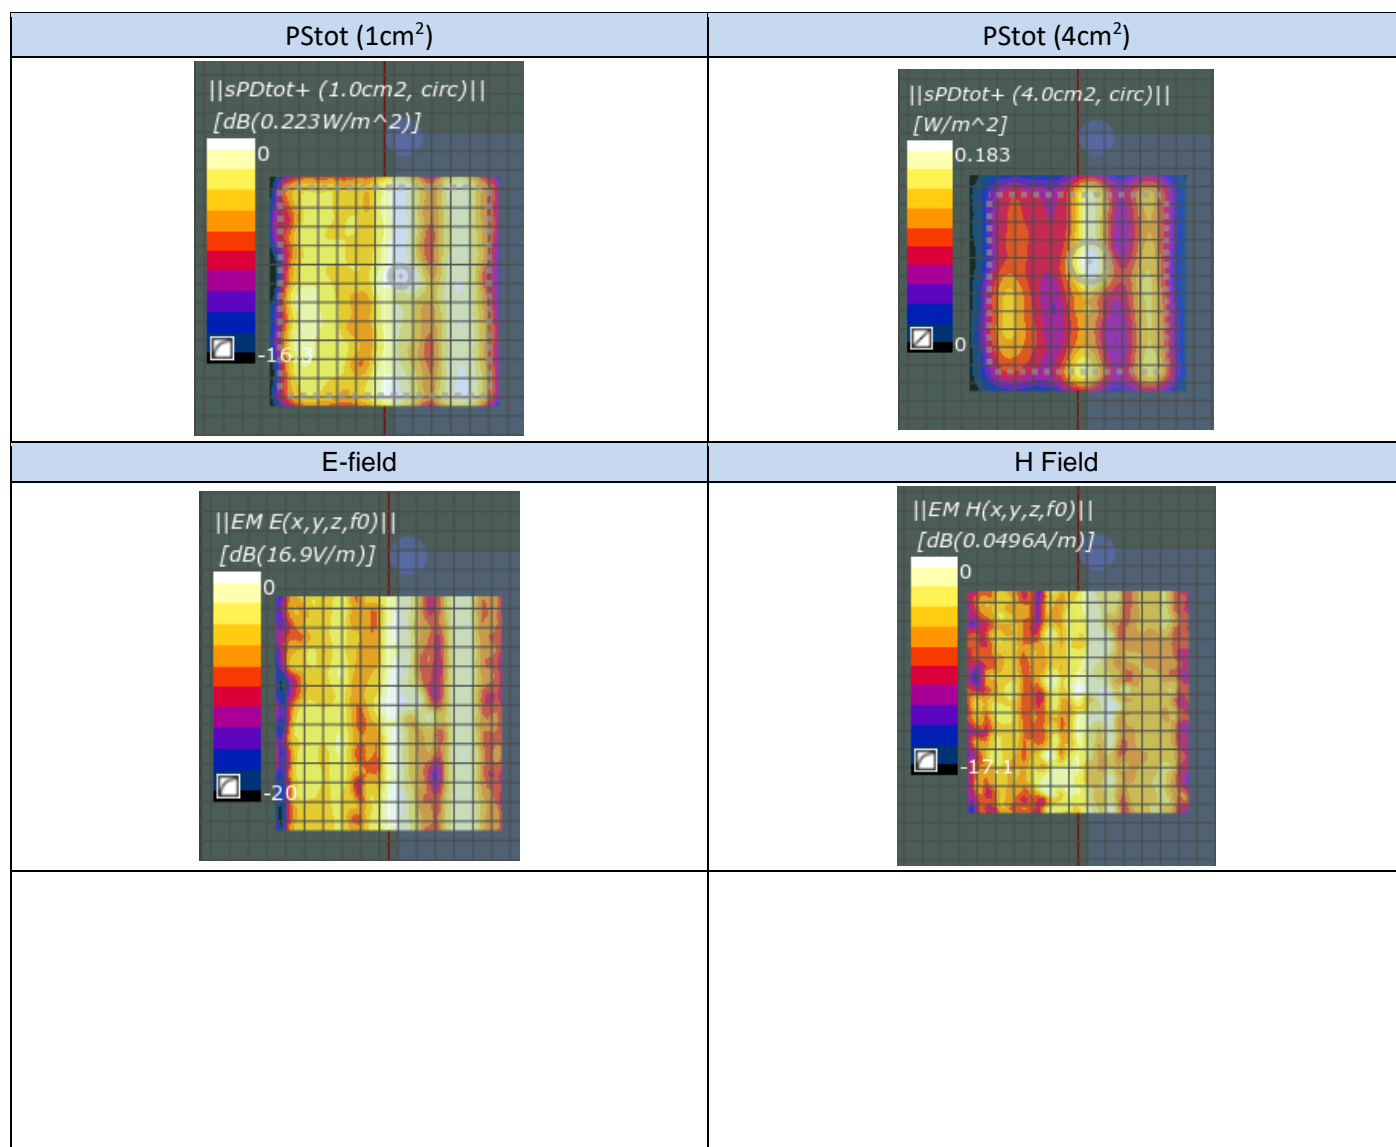 PStot (1cm²)
PStot (4cm²)
||sPDtot+ (1.0cm2, circ)||
[dB(0.223W/m^2)]
0
-16.3
||sPDtot+ (4.0cm2, circ)||
[W/m^2]
0.183
0
E-field
H Field
||EM E(x,y,z,f0)||
[dB(16.9V/m)]
0
-20
||EM H(x,y,z,f0)||
[dB(0.0496A/m)]
0
-17.1